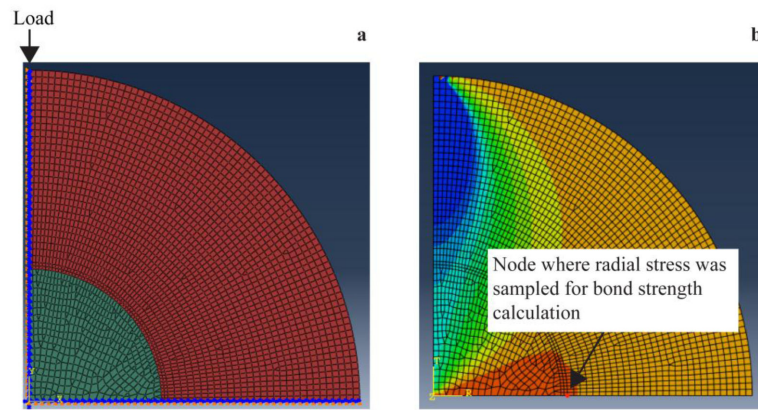 Load
a
b
Node where radial stress was
sampled for bond strength
calculation
Y
X
T
Z
R